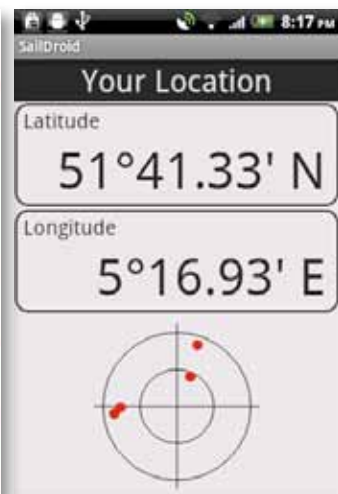 8:17 PM
SailDroid
Your Location
Latitude
51°41.33' N
Longitude
5°16.93' E